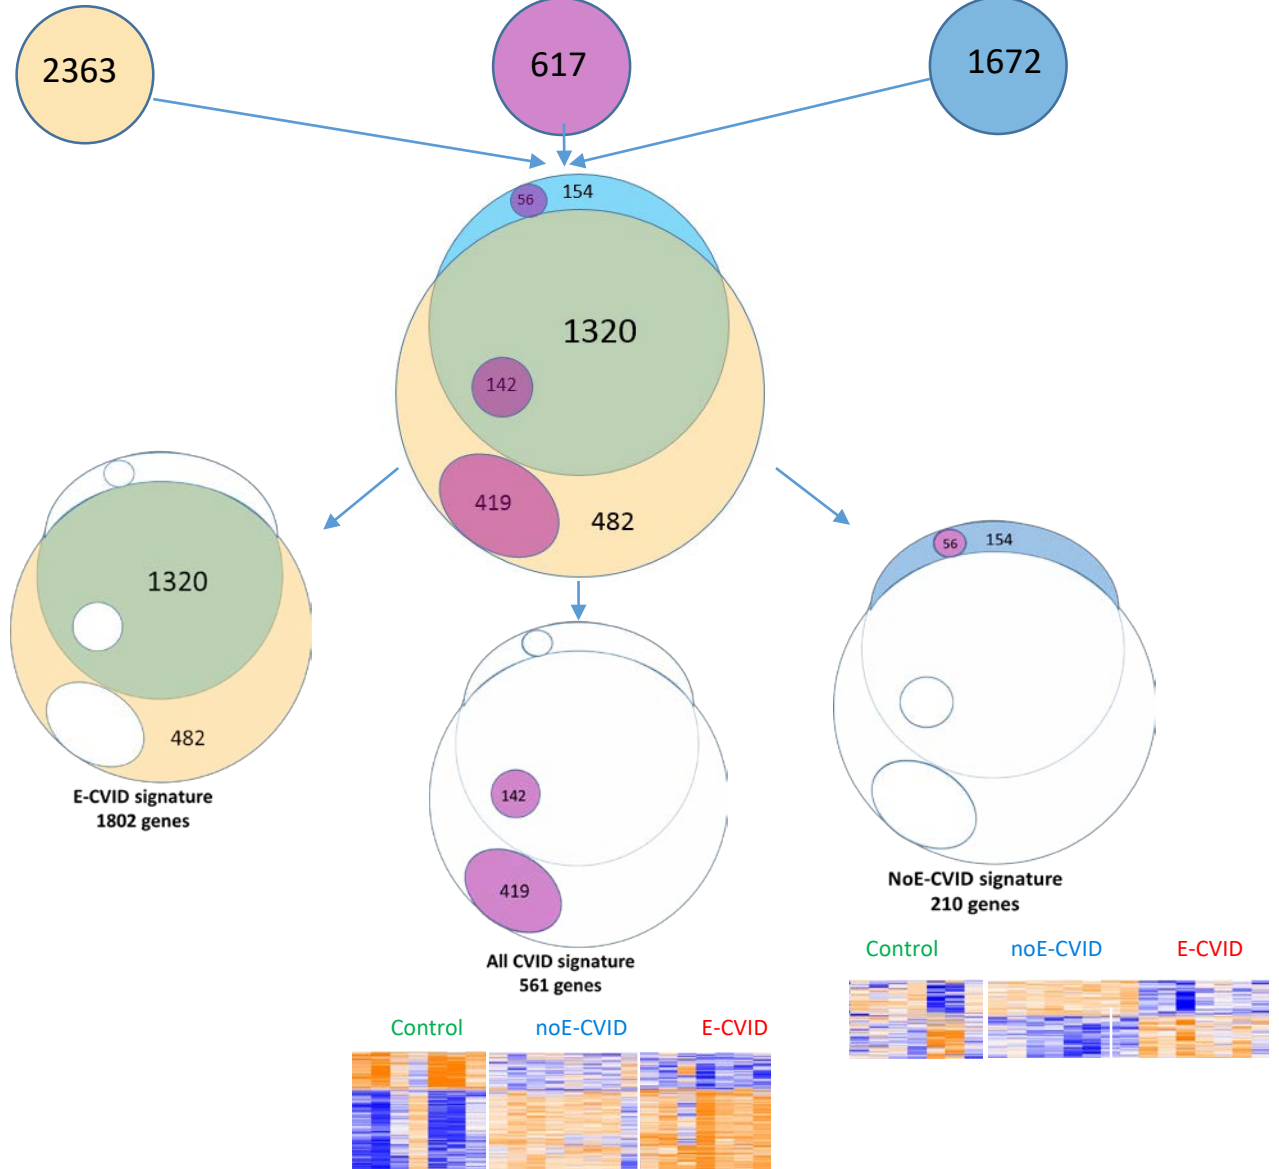 2363
617
1672
56
154
1320
142
419
482
1320
482
E-CVID signature
1802 genes
142
419
All CVID signature
561 genes
56
154
NoE-CVID signature
210 genes
Control noE-CVID E-CVID
Control noE-CVID E-CVID